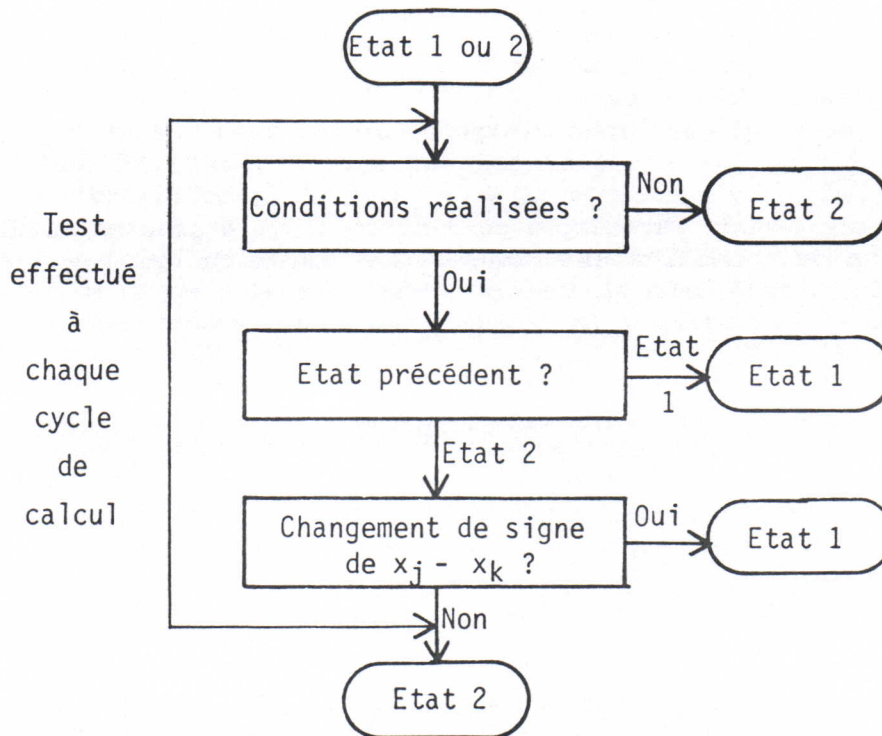 Etat 1 ou 2
Conditions réalisées ?
Non
Etat 2
Test
effectué
à
chaque
cycle
de
calcul
Oui
Etat précédent ?
Etat
1
Etat 1
Etat 2
Changement de signe
de xj - xk ?
Oui
Etat 1
Non
Etat 2